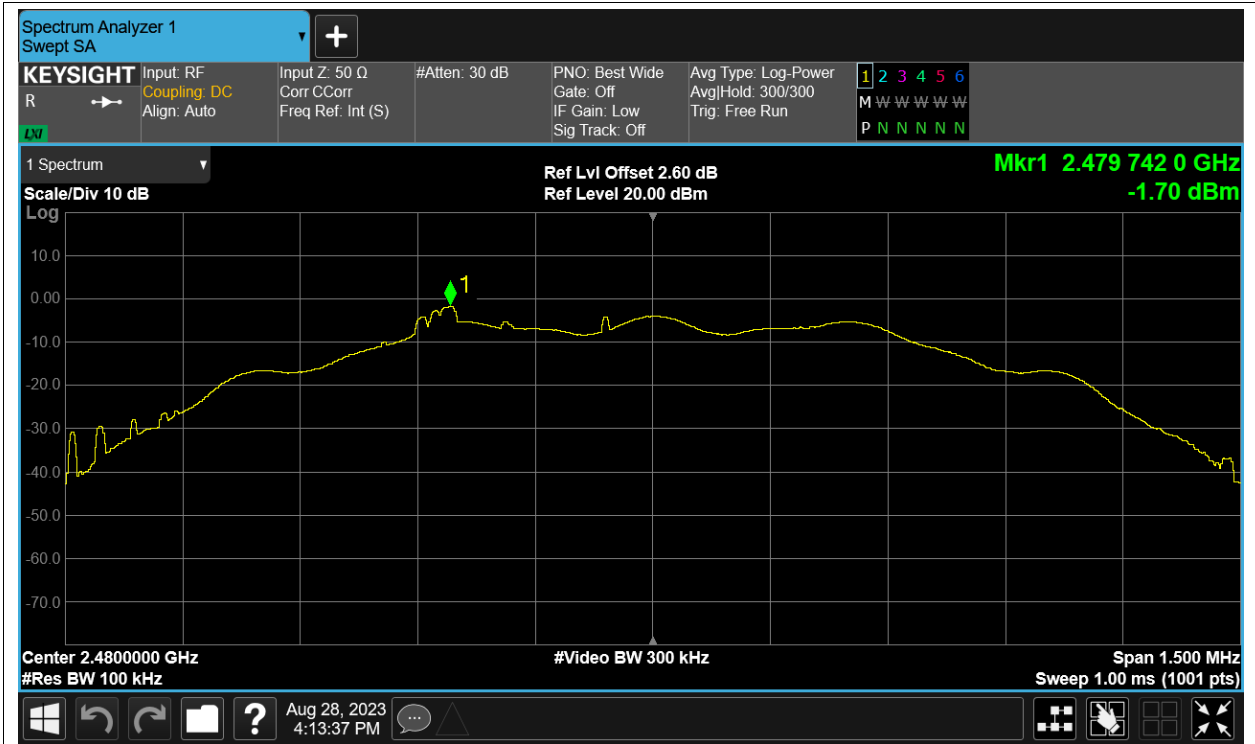 Spectrum Analyzer 1
Swept SA
KEYSIGHT
R
LXI
Input: RF
Coupling: DC
Align: Auto
Input Z: 50 Ω
Corr CCorr
Freq Ref: Int (S)
#Atten: 30 dB
PNO: Best Wide
Gate: Off
IF Gain: Low
Sig Track: Off
Avg Type: Log-Power
Avg|Hold: 300/300
Trig: Free Run
1 2 3 4 5 6
M W W W W W
P N N N N N
1 Spectrum
Scale/Div 10 dB
Log
Ref Lvl Offset 2.60 dB
Ref Level 20.00 dBm
Mkr1 2.479 742 0 GHz
-1.70 dBm
1
10.0
0.00
-10.0
-20.0
-30.0
-40.0
-50.0
-60.0
-70.0
Center 2.4800000 GHz
#Res BW 100 kHz
#Video BW 300 kHz
Span 1.500 MHz
Sweep 1.00 ms (1001 pts)
?
Aug 28, 2023
4:13:37 PM